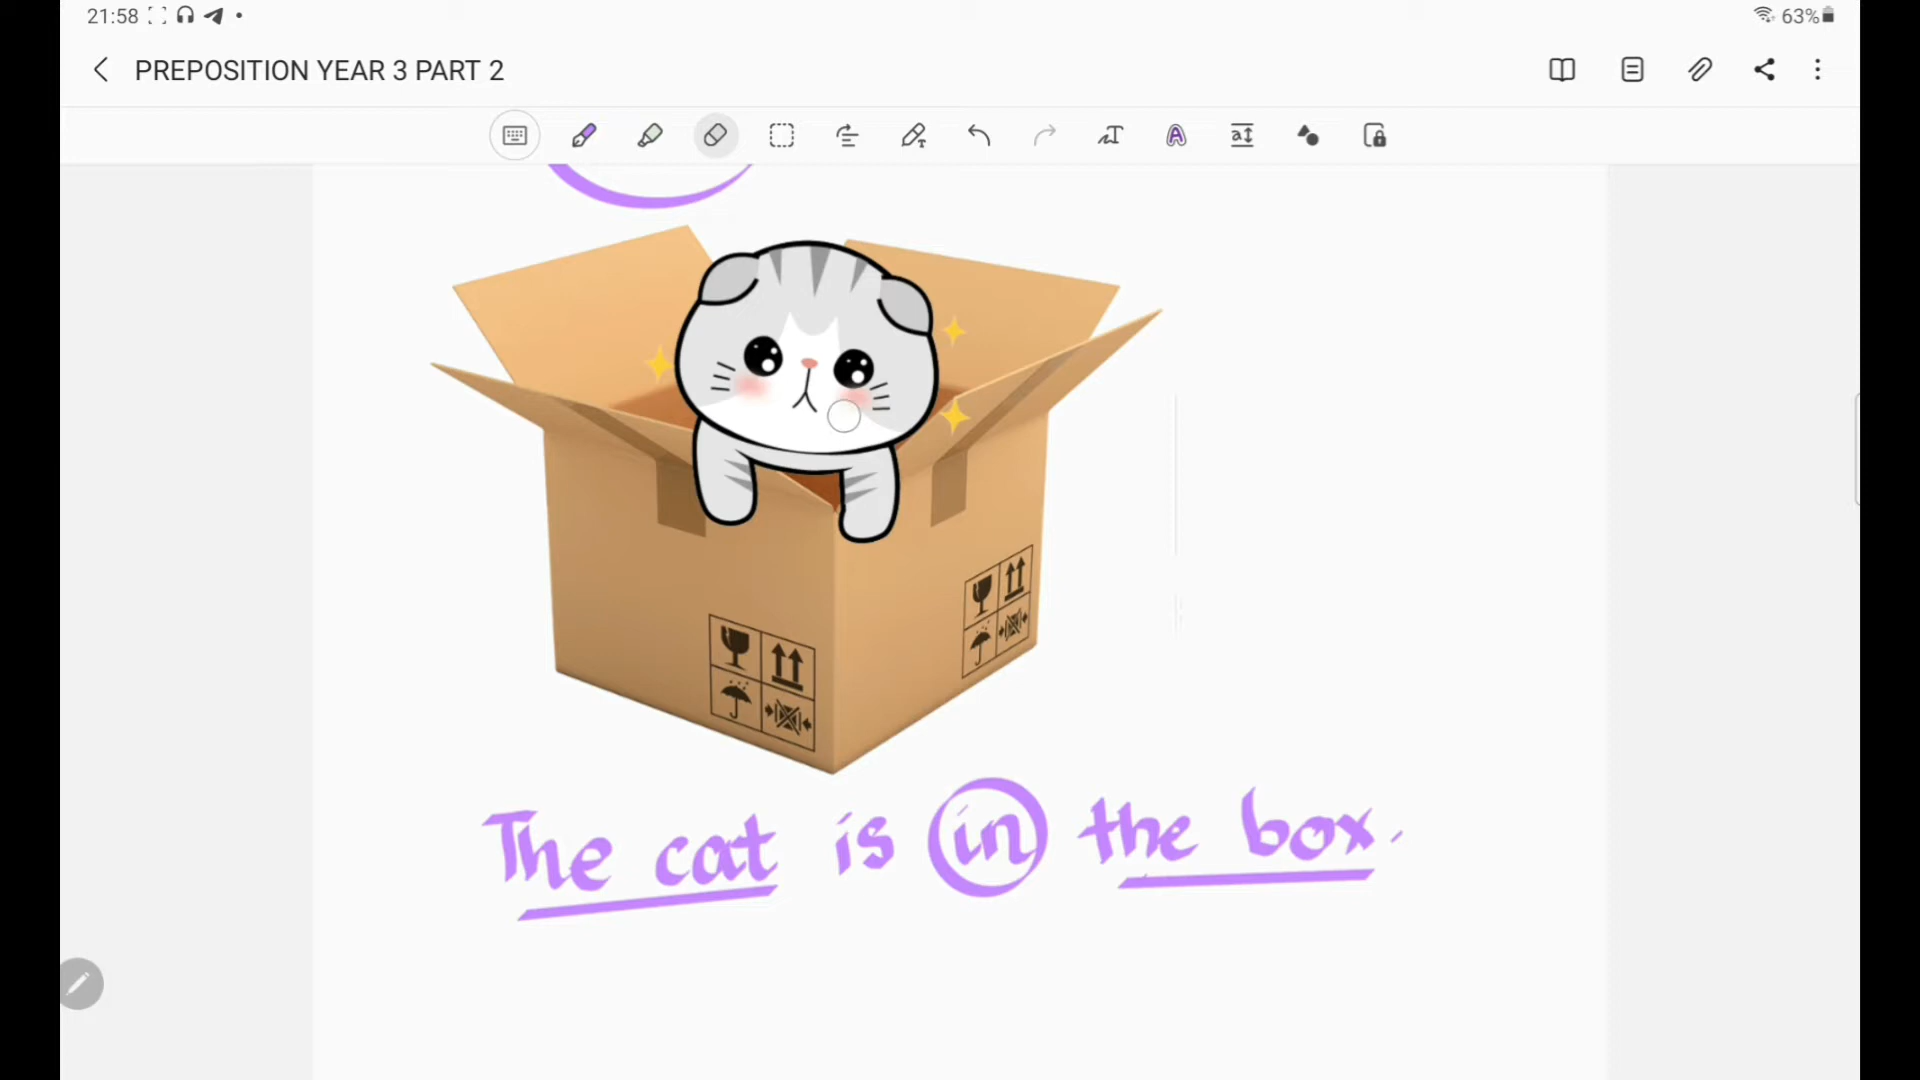 21:58
63%
PREPOSITION YEAR 3 PART 2
The cat is in the box.